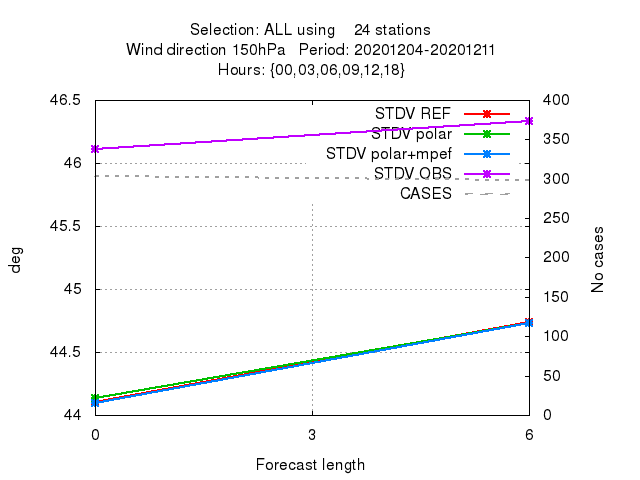 Selection: ALL using 24 stations
Wind direction 150hPa Period: 20201204-20201211
Hours: {00,03,06,09,12,18}
46.5
46
45.5
45
44.5
44
400
350
300
250
200
150
100
50
0
STDV REF
STDV polar
STDV polar+mpef
STDV OBS
CASES
deg
No cases
0 3 6
Forecast length